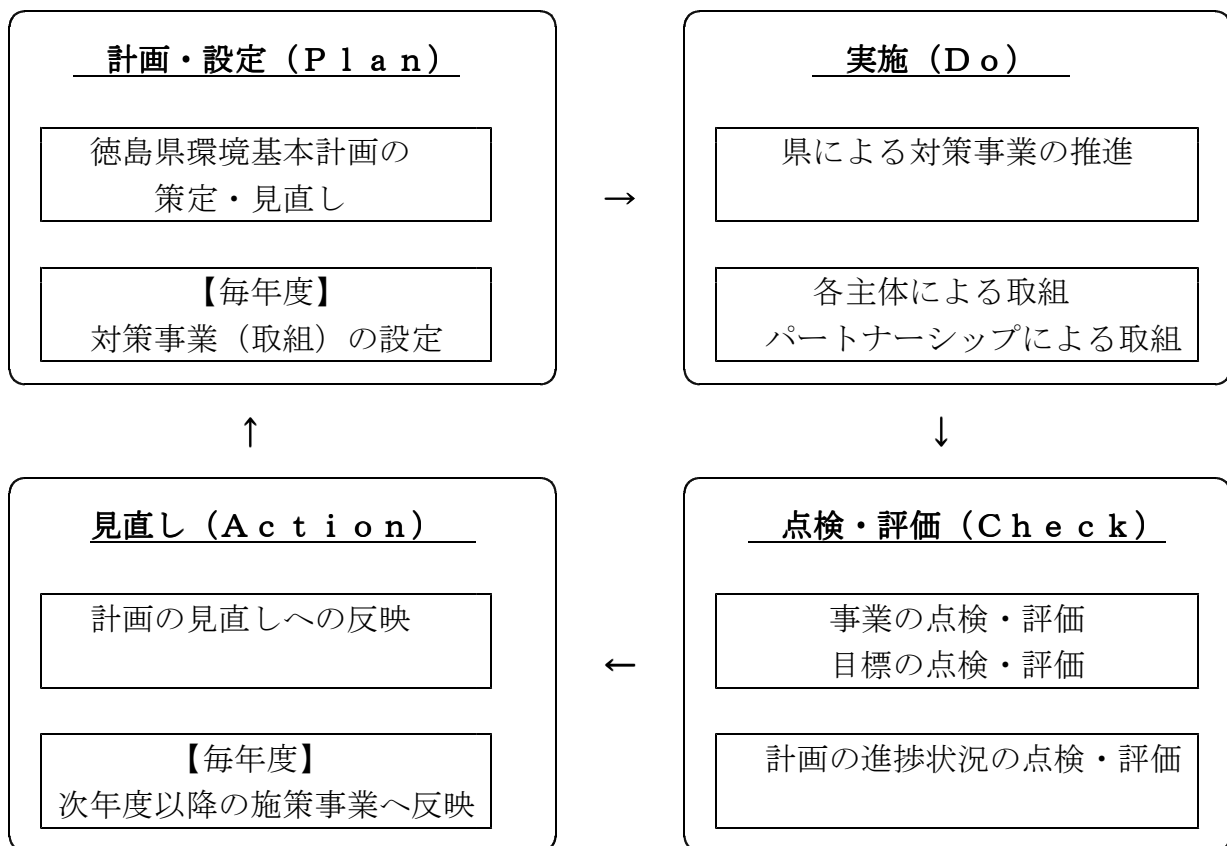 計画・設定（Ｐｌａｎ）
徳島県環境基本計画の
策定・見直し
【毎年度】
対策事業（取組）の設定
→
実施（Ｄｏ）
県による対策事業の推進
各主体による取組
パートナーシップによる取組
↑
↓
見直し（Ａｃｔｉｏｎ）
計画の見直しへの反映
【毎年度】
次年度以降の施策事業へ反映
←
点検・評価（Ｃｈｅｃｋ）
事業の点検・評価
目標の点検・評価
計画の進捗状況の点検・評価